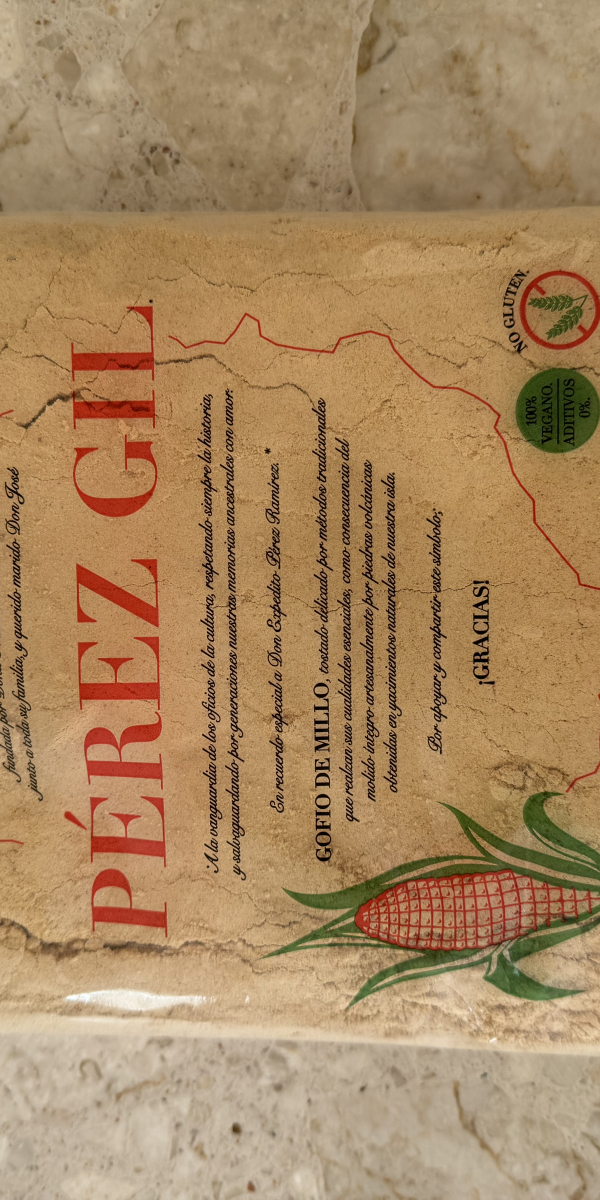 fundada por
junto a toda su familia, y querido marido Don José
PÉREZ GIL.
"A la vanguardia de los oficios de la cultura, respetando siempre la historia,
y salvaguardando por generaciones nuestras memorias ancestrales con amor.
En recuerdo especial a Don Expedito Pérez Ramírez."
GOFIO DE MILLO, tostado delicado por métodos tradicionales
que realzan sus cualidades esenciales, como consecuencia del
molido íntegro artesanalmente por piedras volcánicas
obtenidas en yacimientos naturales de nuestra isla.
Por apoyar y compartir este símbolo;
¡GRACIAS!
NO GLUTEN.
100%
VEGANO.
ADITIVOS
0%.